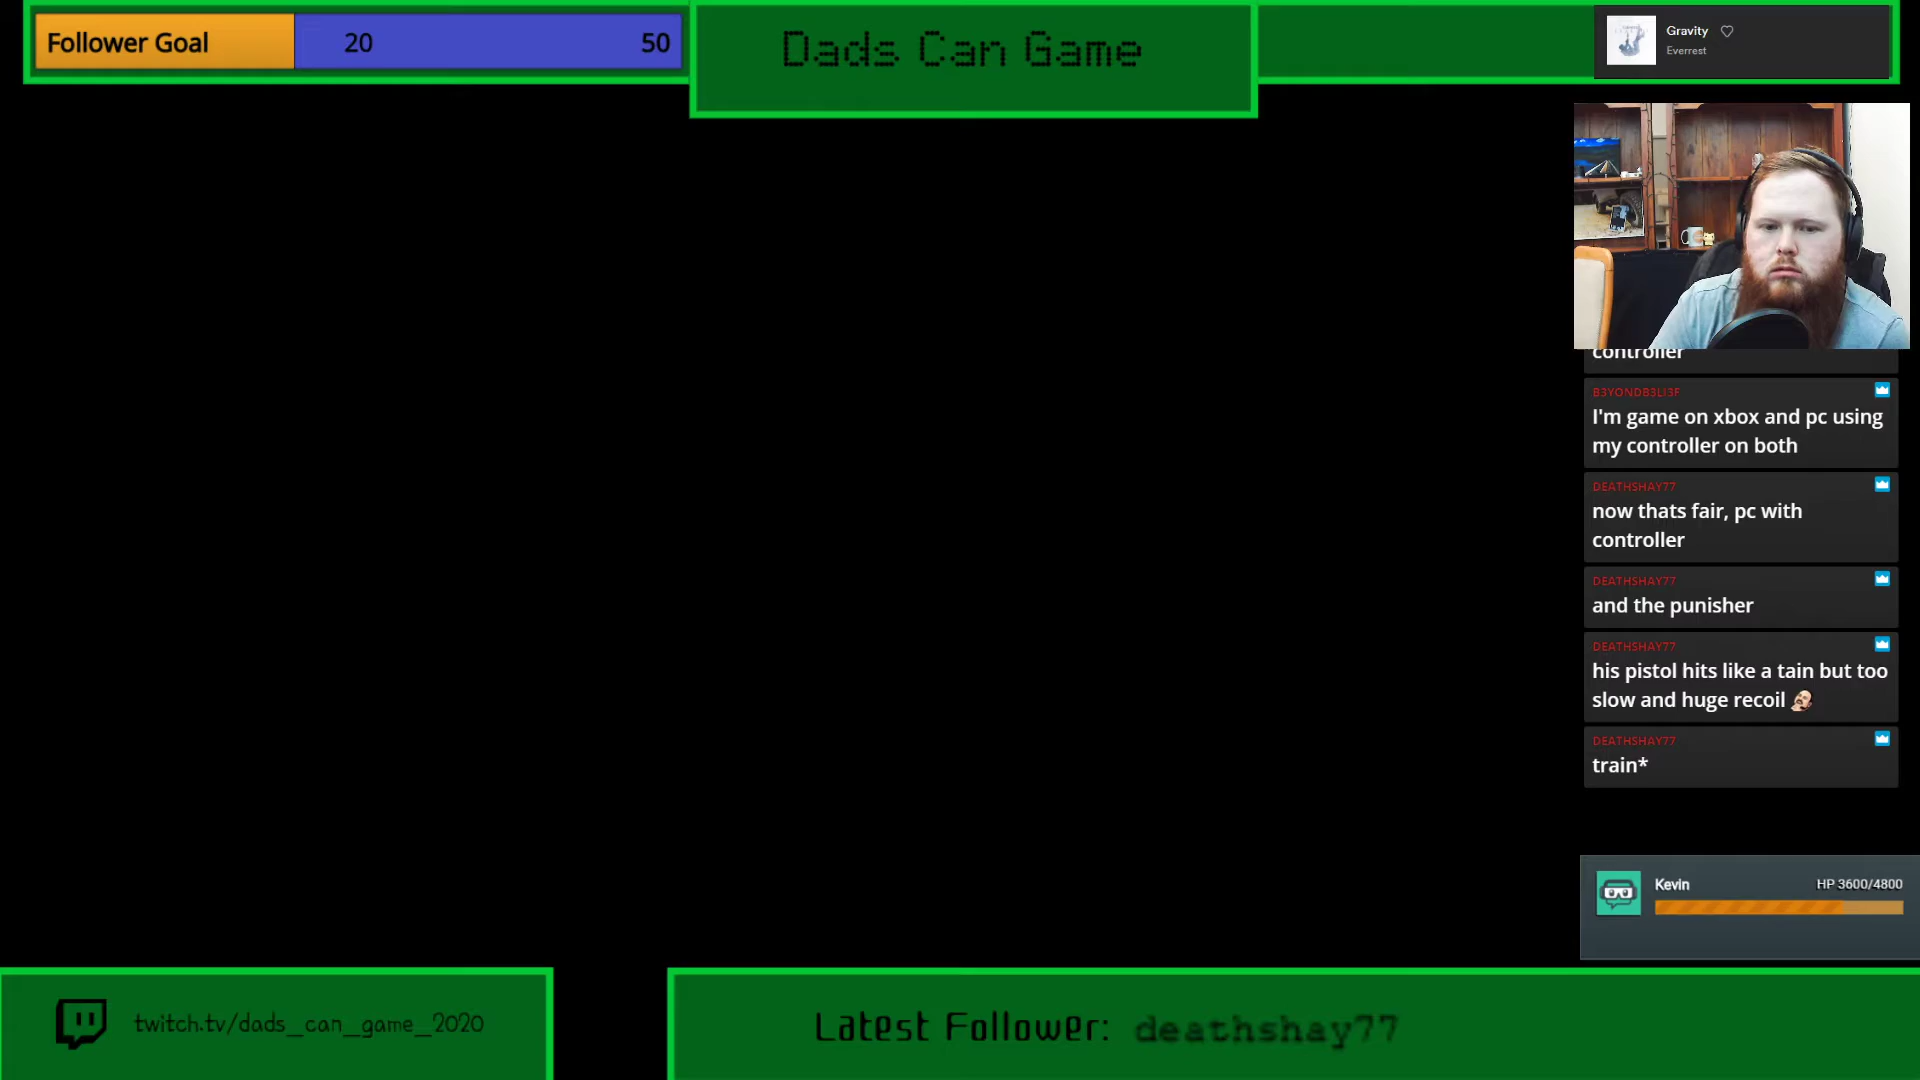 Follower Goal 20 50
Dads Can Game
Gravity
Everrest
controller
B3YONDB3LI3F
I'm game on xbox and pc using
my controller on both
DEATHSHAY77
now thats fair, pc with
controller
DEATHSHAY77
and the punisher
DEATHSHAY77
his pistol hits like a tain but too
slow and huge recoil
DEATHSHAY77
train*
Kevin HP 3600/4800
twitch.tv/dads_can_game_2020
Latest Follower: deathshay77